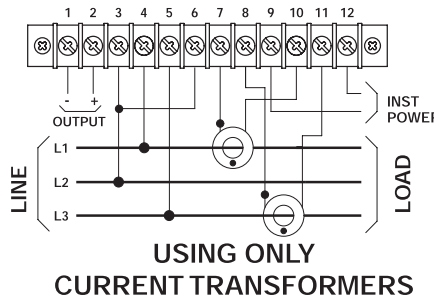 1 2 3 4 5 6 7 8 9 10 11 12
- +
OUTPUT
INST
POWER
LINE
L1
L2
L3
LOAD
USING ONLY
CURRENT TRANSFORMERS